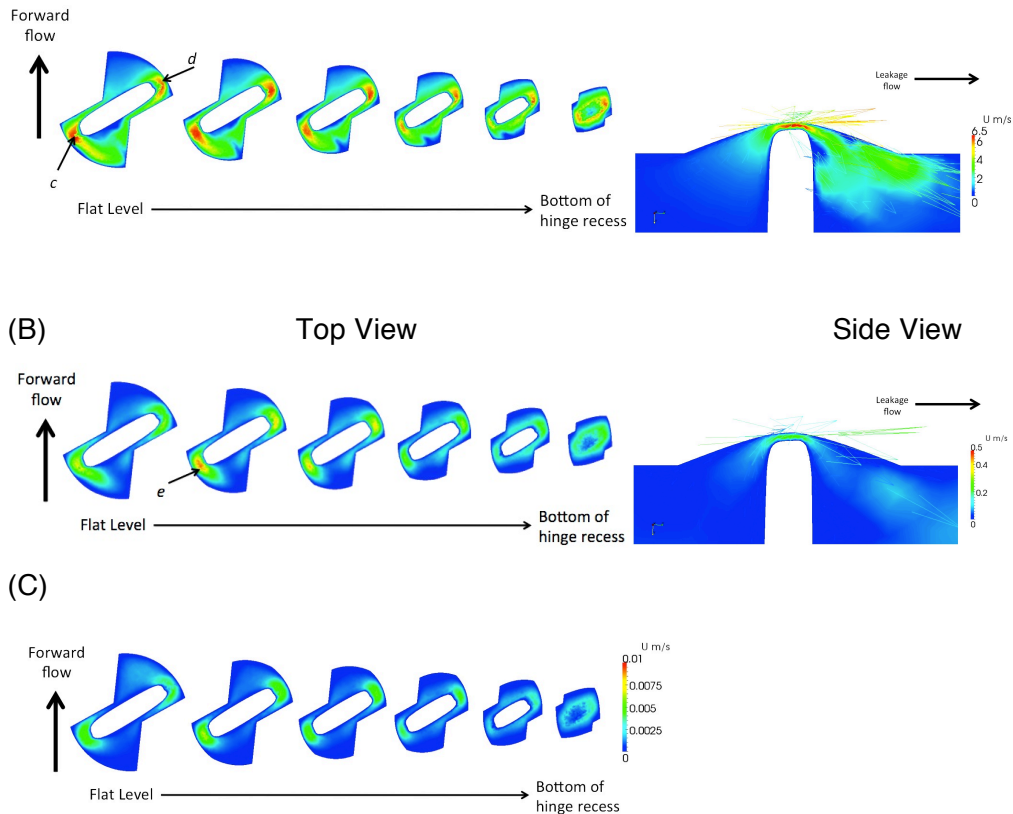 Forward
flow
d
c
Flat Level
Bottom of
hinge recess
Leakage
flow
U m/s
6.5
6
4
2
0
(B)
Top View
Side View
Forward
flow
e
Flat Level
Bottom of
hinge recess
Leakage
flow
U m/s
0.5
0.4
0.2
0
(C)
Forward
flow
Flat Level
Bottom of
hinge recess
U m/s
0.01
0.0075
0.005
0.0025
0